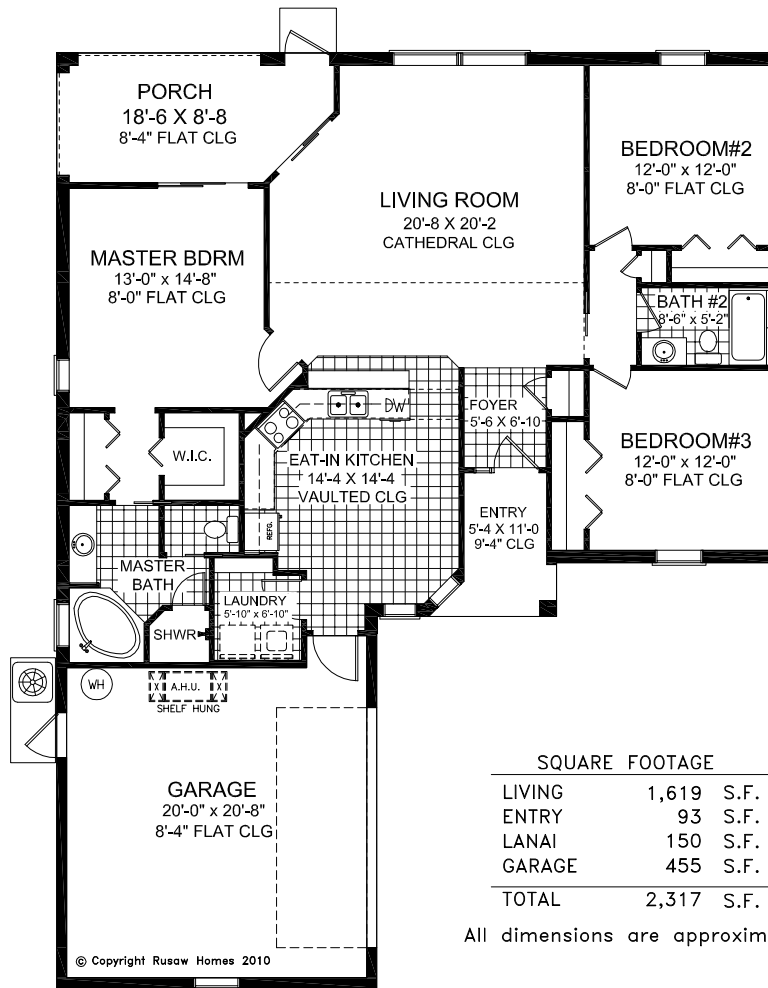 PORCH
18'-6 X 8'-8
8'-4" FLAT CLG
LIVING ROOM
20'-8 X 20'-2
CATHEDRAL CLG
BEDROOM#2
12'-0" x 12'-0"
8'-0" FLAT CLG
MASTER BDRM
13'-0" x 14'-8"
8'-0" FLAT CLG
BATH #2
8'-6" x 5'-2"
DW
FOYER
5'-6 X 6'-10
W.I.C.
EAT-IN KITCHEN
14'-4 X 14'-4
VAULTED CLG
BEDROOM#3
12'-0" x 12'-0"
8'-0" FLAT CLG
REFG.
ENTRY
5'-4 X 11'-0
9'-4" CLG
MASTER
BATH
LAUNDRY
5'-10" x 6'-10"
SHWR
WH
A.H.U.
SHELF HUNG
GARAGE
20'-0" x 20'-8"
8'-4" FLAT CLG
SQUARE FOOTAGE
LIVING 1,619 S.F.
ENTRY 93 S.F.
LANAI 150 S.F.
GARAGE 455 S.F.
TOTAL 2,317 S.F.
All dimensions are approxim
© Copyright Rusaw Homes 2010